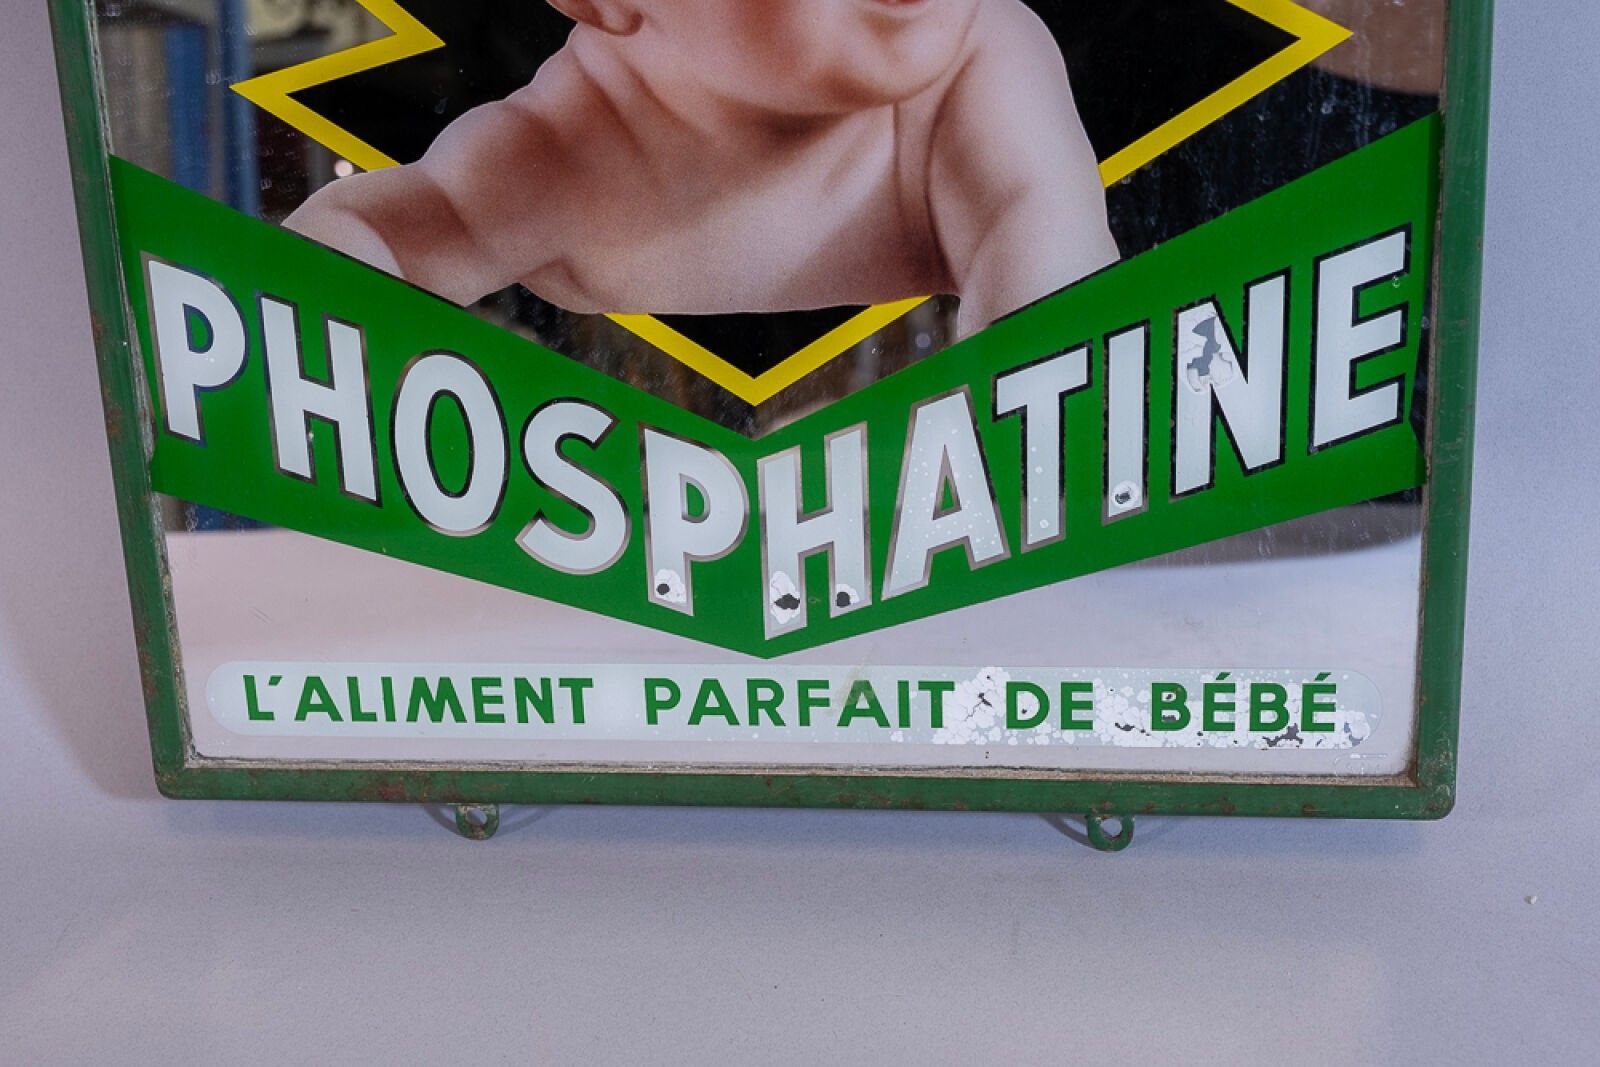 PHOSPHATINE
L'ALIMENT PARFAIT DE BÉBÉ